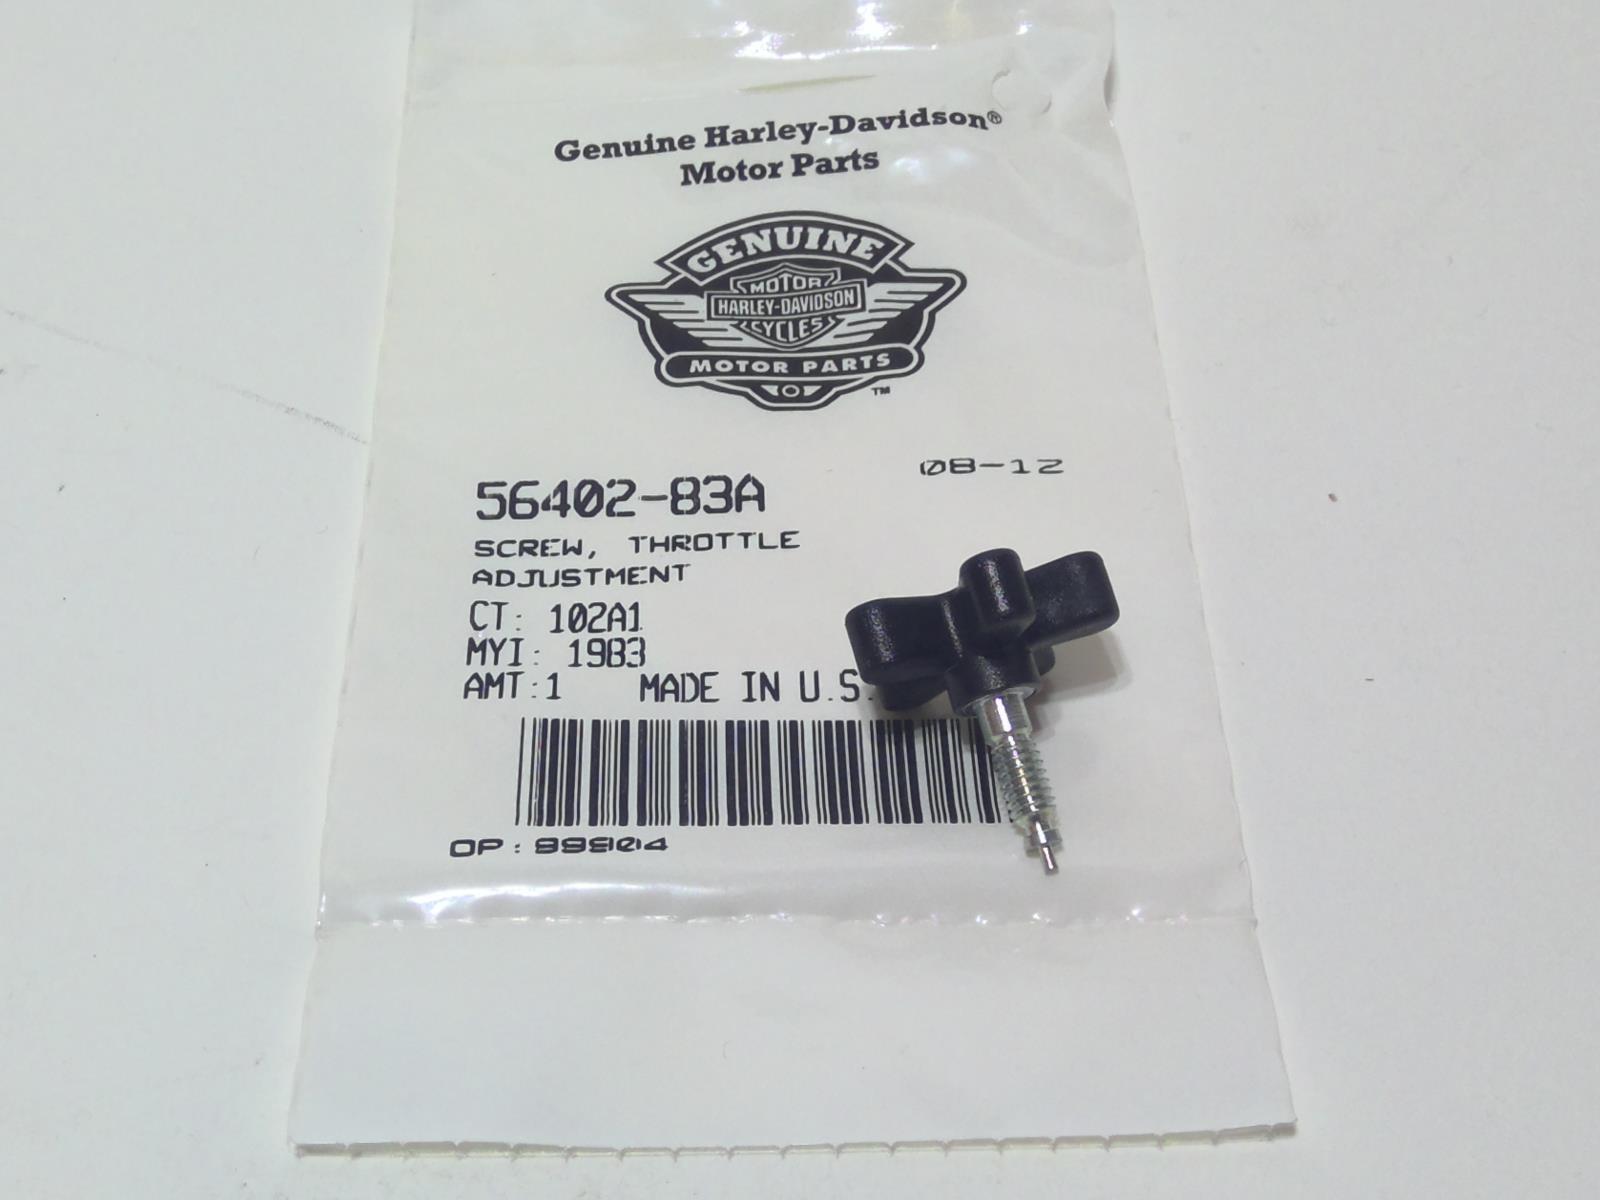 Genuine Harley-Davidson®
Motor Parts
GENUINE
MOTOR
HARLEY-DAVIDSON
CYCLES
MOTOR PARTS
TM
08-12
56402-83A
SCREW, THROTTLE
ADJUSTMENT
CT: 102A1
MYI: 1983
AMT:1 MADE IN U.S.
OP: